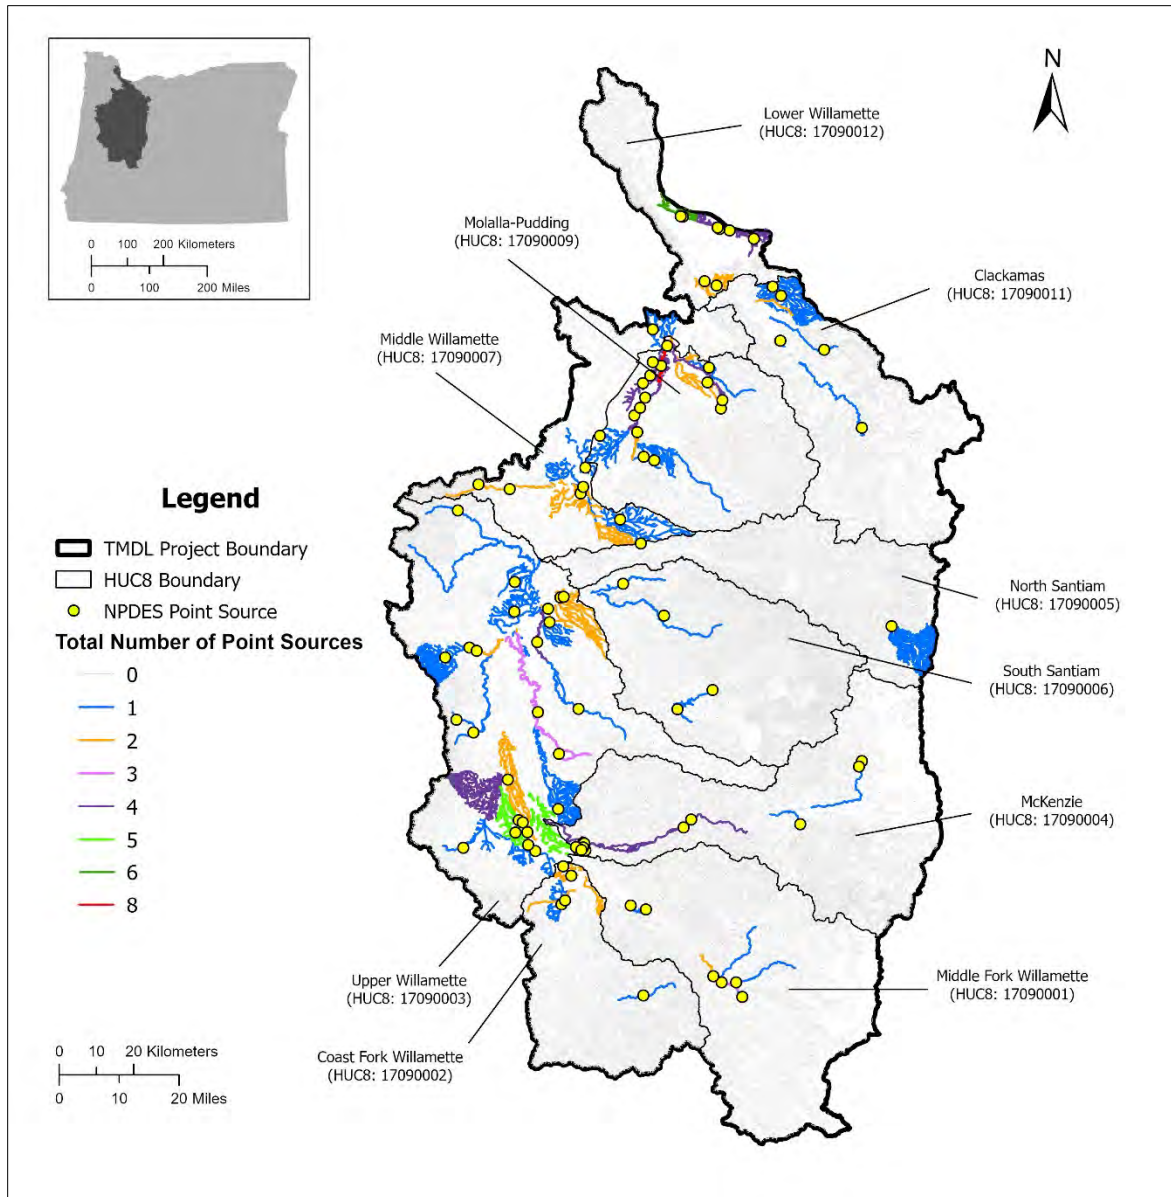 N
Lower Willamette
(HUC8: 17090012)
Molalla-Pudding
(HUC8: 17090009)
0 100 200 Kilometers
0 100 200 Miles
Clackamas
(HUC8: 17090011)
Middle Willamette
(HUC8: 17090007)
Legend
TMDL Project Boundary
HUC8 Boundary
NPDES Point Source
Total Number of Point Sources
0
1
2
3
4
5
6
8
North Santiam
(HUC8: 17090005)
South Santiam
(HUC8: 17090006)
McKenzie
(HUC8: 17090004)
Upper Willamette
(HUC8: 17090003)
Middle Fork Willamette
(HUC8: 17090001)
Coast Fork Willamette
(HUC8: 17090002)
0 10 20 Kilometers
0 10 20 Miles